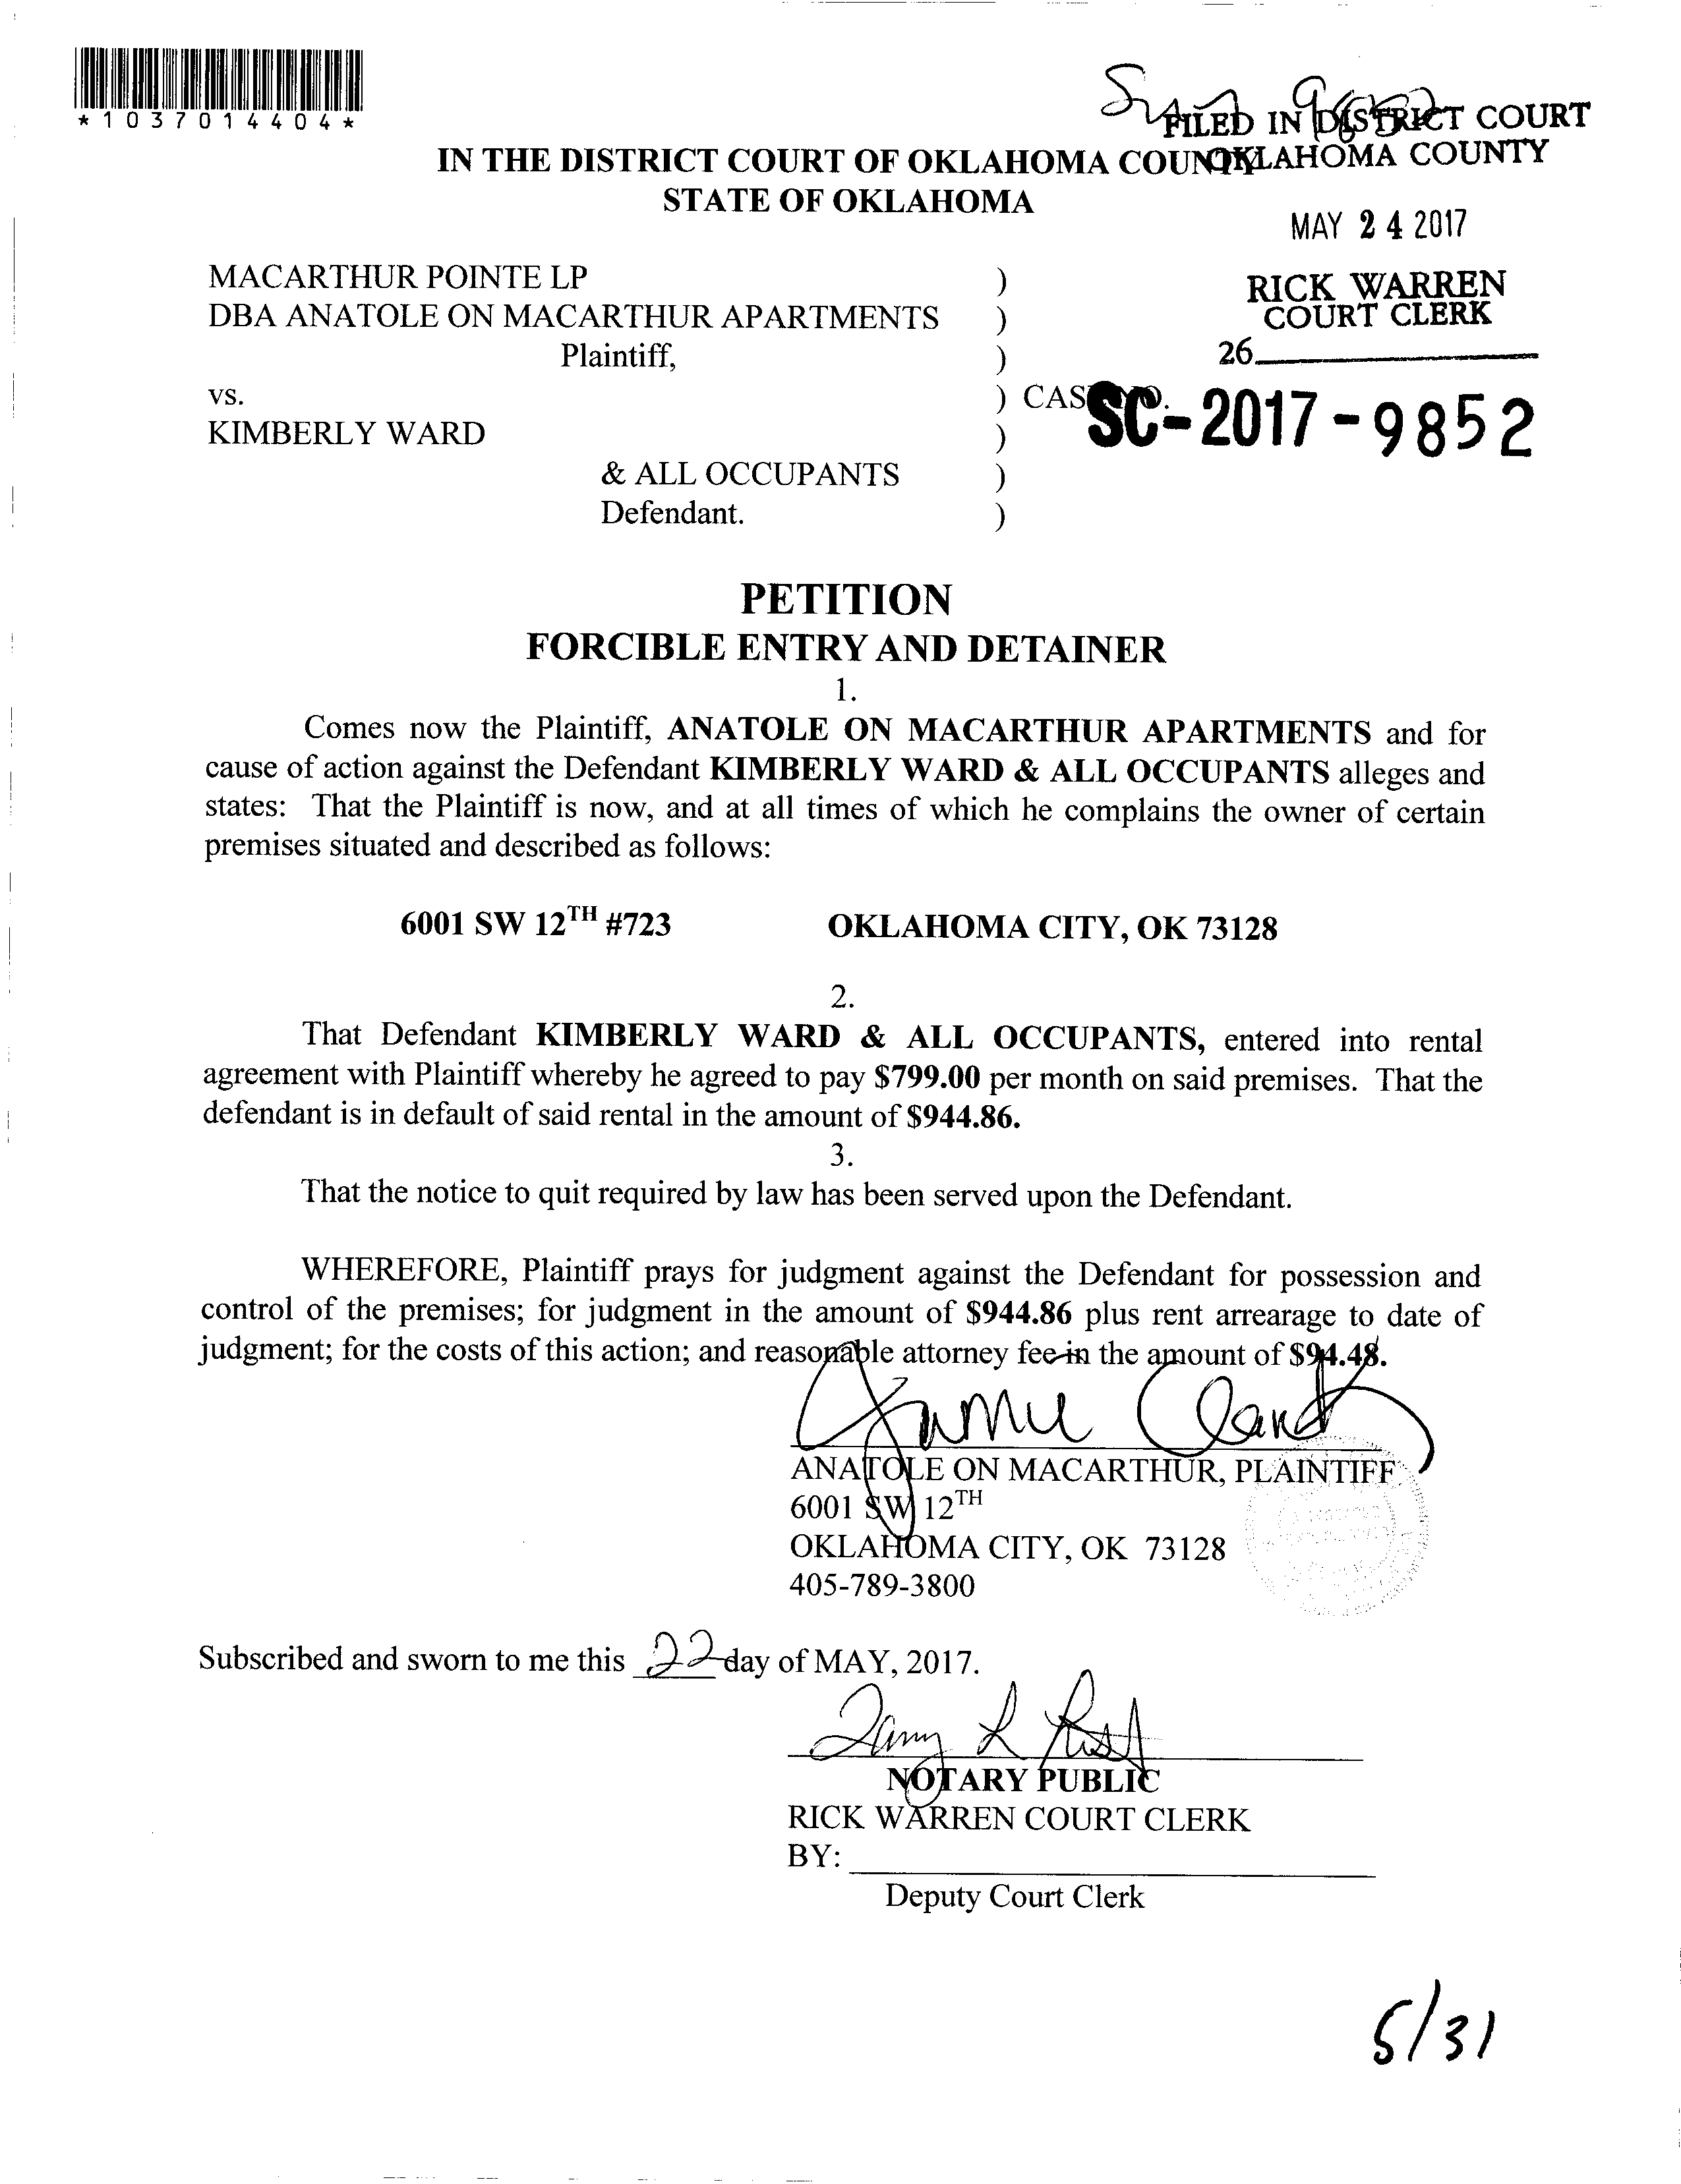 *1037014404*
FILED IN DISTRICT COURT
OKLAHOMA COUNTY
IN THE DISTRICT COURT OF OKLAHOMA COUNTY
STATE OF OKLAHOMA
MAY 24 2017
RICK WARREN
COURT CLERK
26
MACARTHUR POINTE LP )
DBA ANATOLE ON MACARTHUR APARTMENTS )
Plaintiff, )
vs. ) CASE NO. SC-2017-9852
KIMBERLY WARD )
& ALL OCCUPANTS )
Defendant. )
PETITION
FORCIBLE ENTRY AND DETAINER
1.
Comes now the Plaintiff, ANATOLE ON MACARTHUR APARTMENTS and for
cause of action against the Defendant KIMBERLY WARD & ALL OCCUPANTS alleges and
states: That the Plaintiff is now, and at all times of which he complains the owner of certain
premises situated and described as follows:
6001 SW 12TH #723 OKLAHOMA CITY, OK 73128
2.
That Defendant KIMBERLY WARD & ALL OCCUPANTS, entered into rental
agreement with Plaintiff whereby he agreed to pay $799.00 per month on said premises. That the
defendant is in default of said rental in the amount of $944.86.
3.
That the notice to quit required by law has been served upon the Defendant.
WHEREFORE, Plaintiff prays for judgment against the Defendant for possession and
control of the premises; for judgment in the amount of $944.86 plus rent arrearage to date of
judgment; for the costs of this action; and reasonable attorney fee in the amount of $94.48.
ANATOLE ON MACARTHUR, PLAINTIFF
6001 SW 12TH
OKLAHOMA CITY, OK 73128
405-789-3800
Subscribed and sworn to me this 22 day of MAY, 2017.
NOTARY PUBLIC
RICK WARREN COURT CLERK
BY:
Deputy Court Clerk
5/31